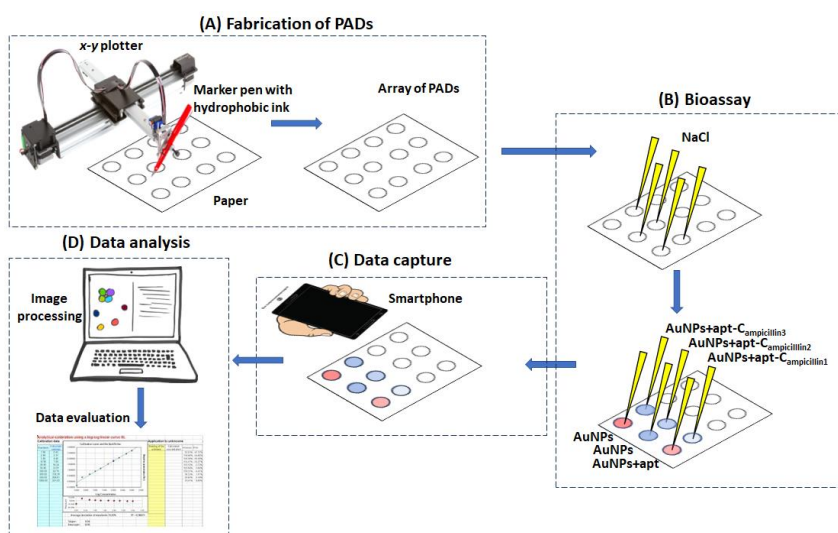 (A) Fabrication of PADs
x-y plotter
Marker pen with
hydrophobic ink
Array of PADs
Paper
(B) Bioassay
NaCl
AuNPs+apt-Campicillin3
AuNPs+apt-Campicillin2
AuNPs+apt-Campicillin1
AuNPs
AuNPs
AuNPs+apt
(C) Data capture
Smartphone
(D) Data analysis
Image
processing
Data evaluation